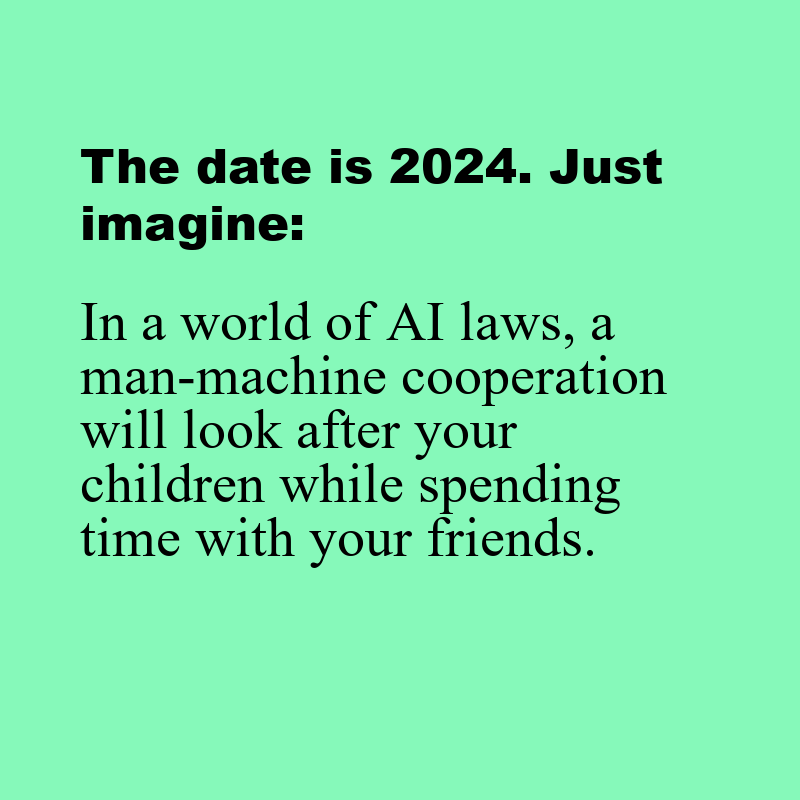 The date is 2024. Just
imagine:
In a world of AI laws, a
man-machine cooperation
will look after your
children while spending
time with your friends.